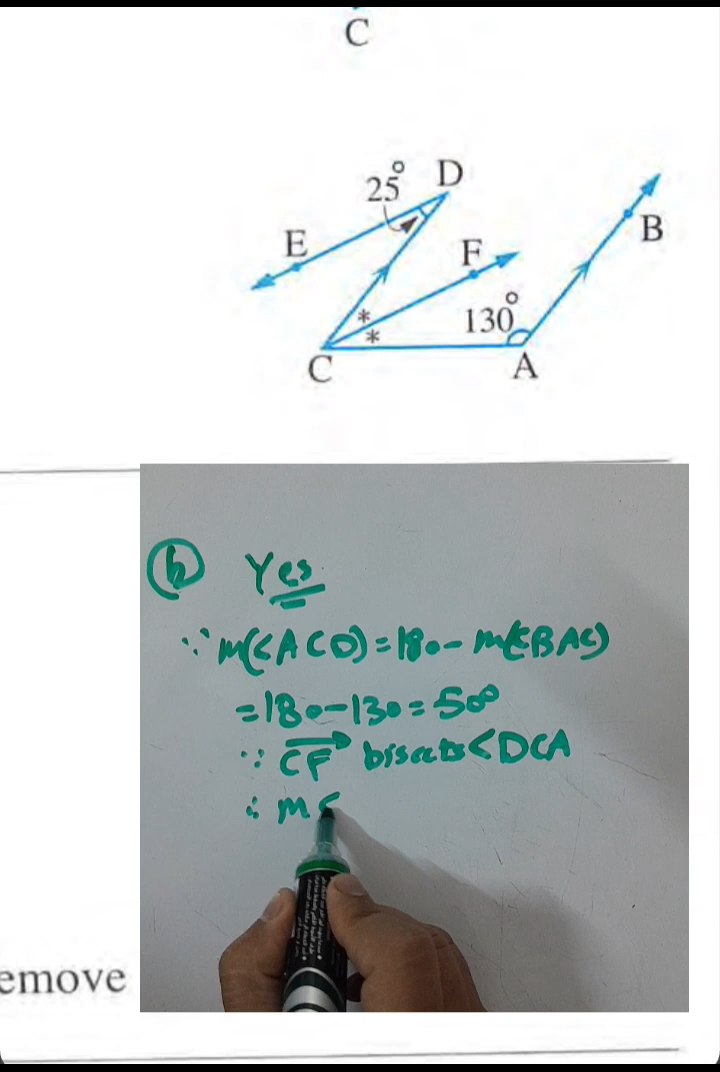 C
25° D
E
F
B
*
*
130°
C
A
(b) Yes
∵ m(<ACD)=180-m(<BAC)
=180-130=50°
∵ CF bisects <DCA
∴ m<
emove